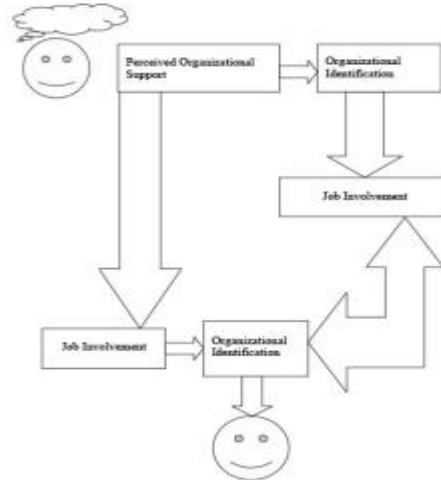 Perceived Organizational
Support
Organizational
Identification
Job Involvement
Job Involvement
Organizational
Identification